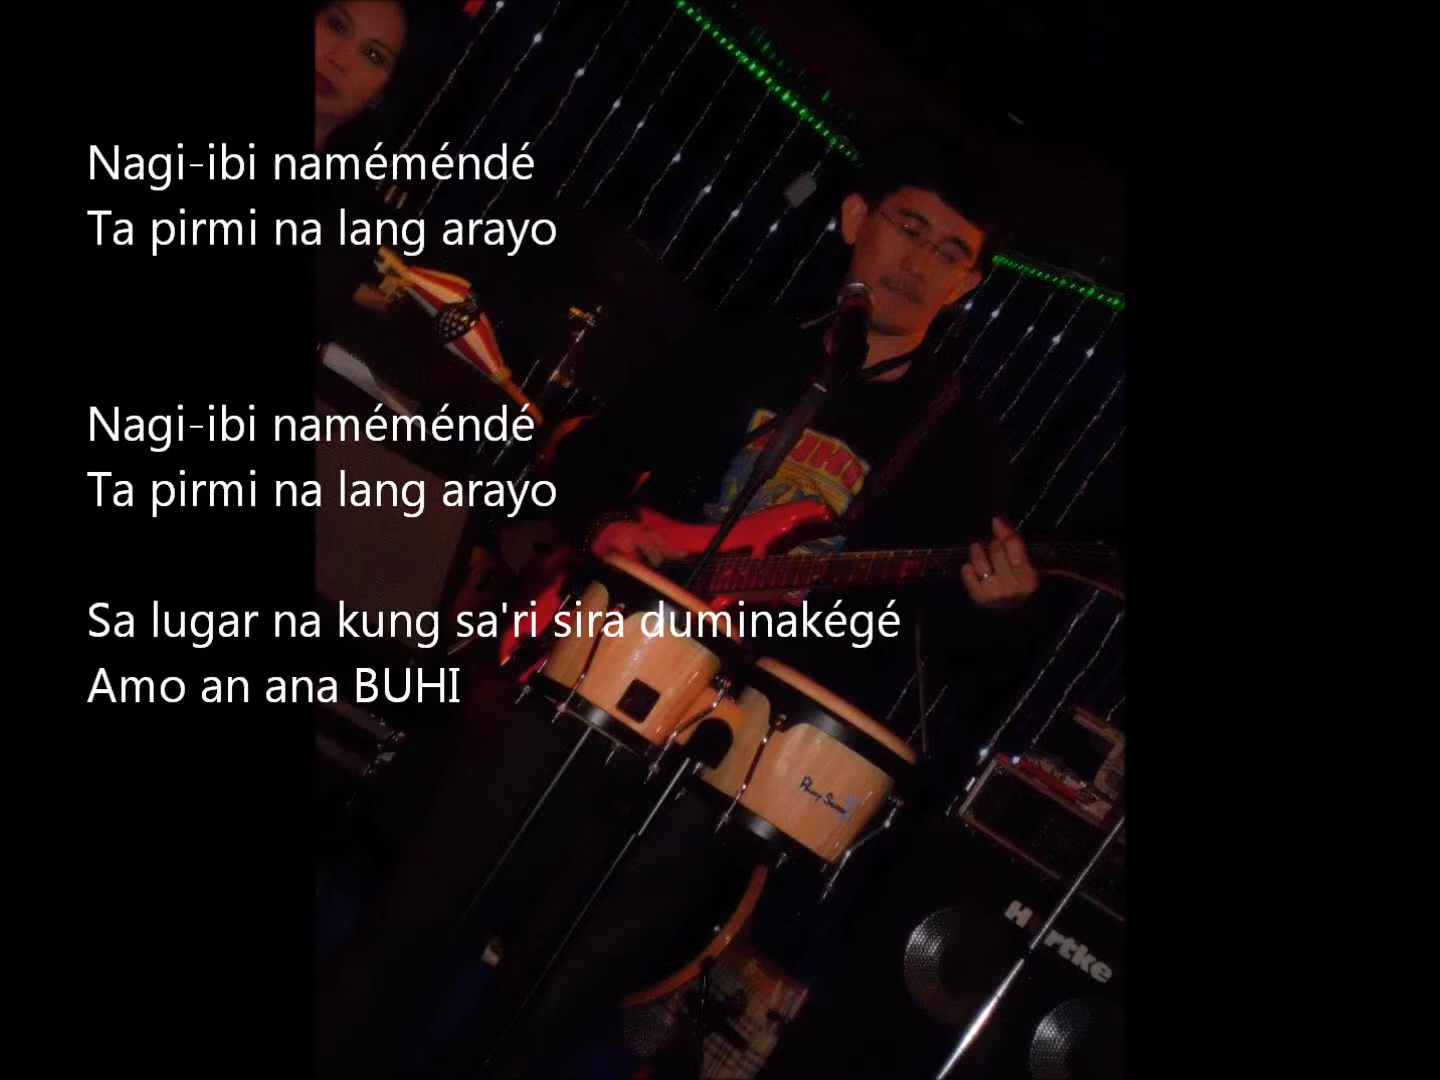 Nagi-ibi naméméndé
Ta pirmi na lang arayo
Nagi-ibi naméméndé
Ta pirmi na lang arayo
Sa lugar na kung sa'ri sira duminakégé
Amo an ana BUHI
Hartke